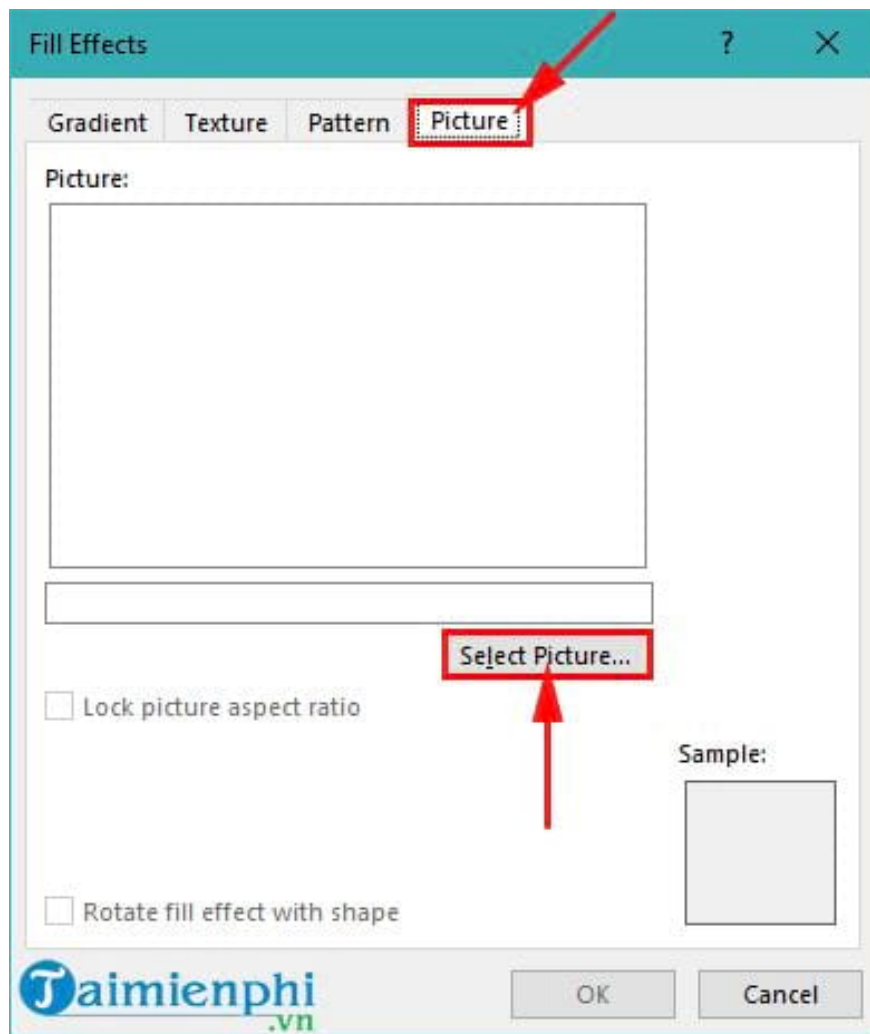 Fill Effects ?
Gradient Texture Pattern Picture
Picture:
Select Picture...
Lock picture aspect ratio
Sample:
Rotate fill effect with shape
Taimienphi
.vn
OK Cancel